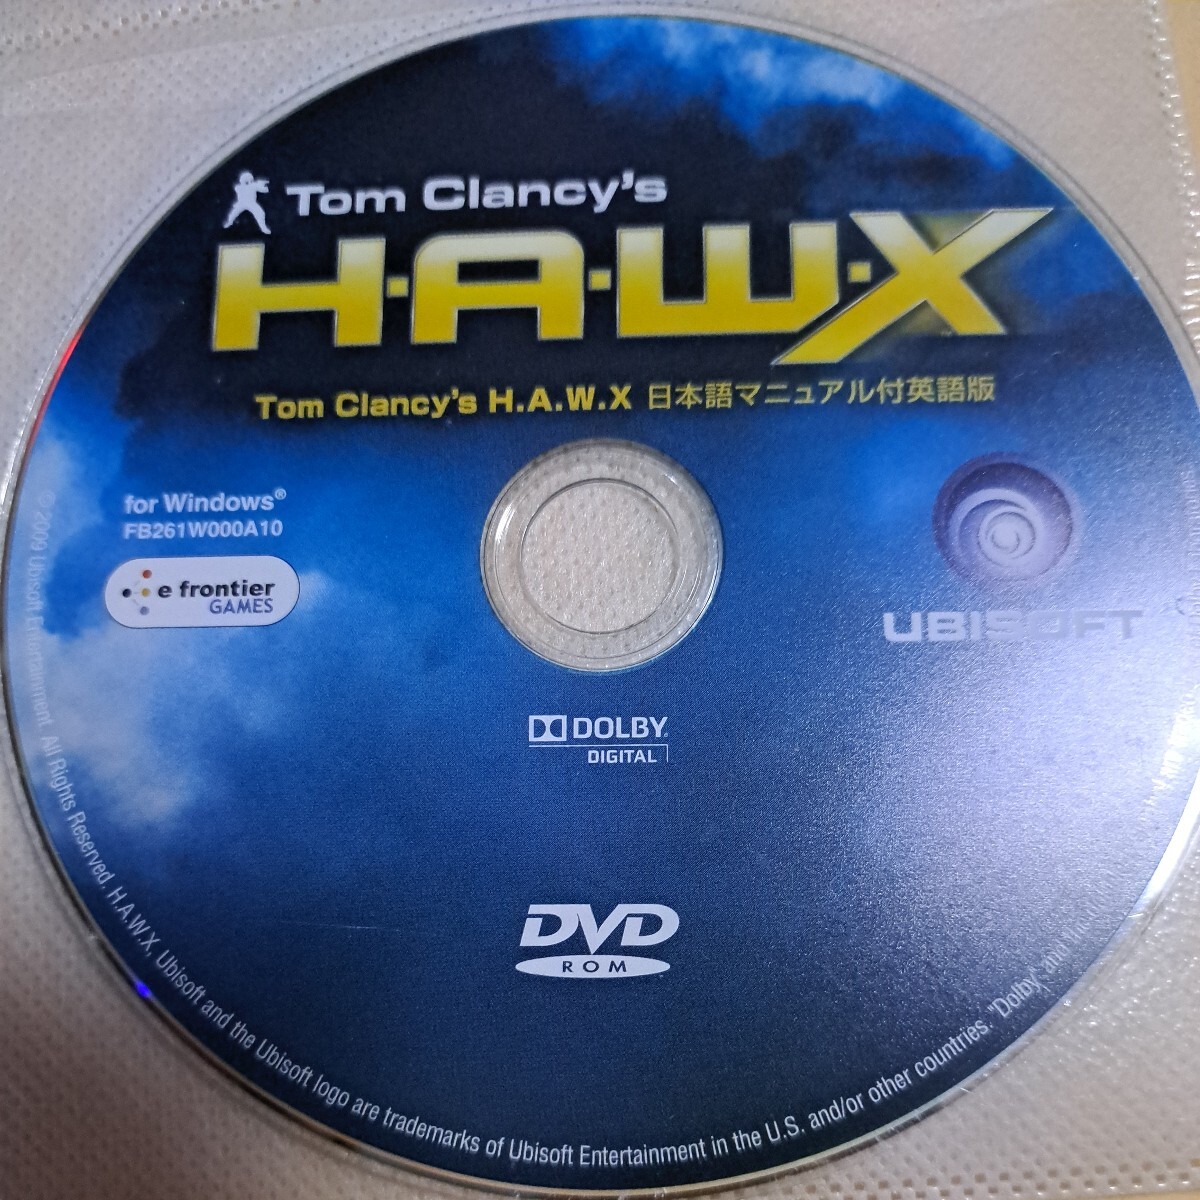 Tom Clancy's
H·A·W·X
Tom Clancy's H.A.W.X 日本語マニュアル付英語版
for Windows®
FB261W000A10
e frontier
GAMES
UBISOFT
DOLBY
DIGITAL
DVD
ROM
© 2009 Ubisoft Entertainment. All Rights Reserved. H.A.W.X, Ubisoft and the Ubisoft logo are trademarks of Ubisoft Entertainment in the U.S. and/or other countries. "Dolby" and the